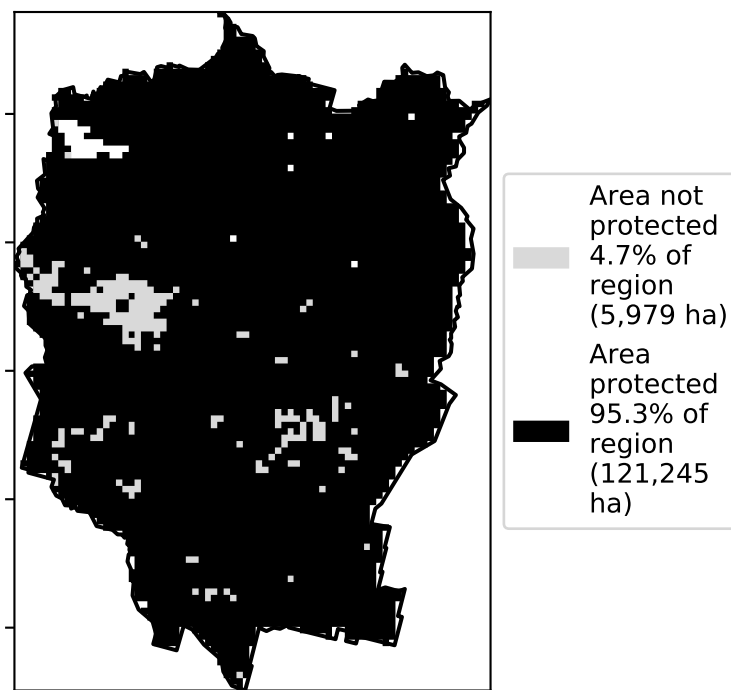 Area not
protected
4.7% of
region
(5,979 ha)
Area
protected
95.3% of
region
(121,245
ha)